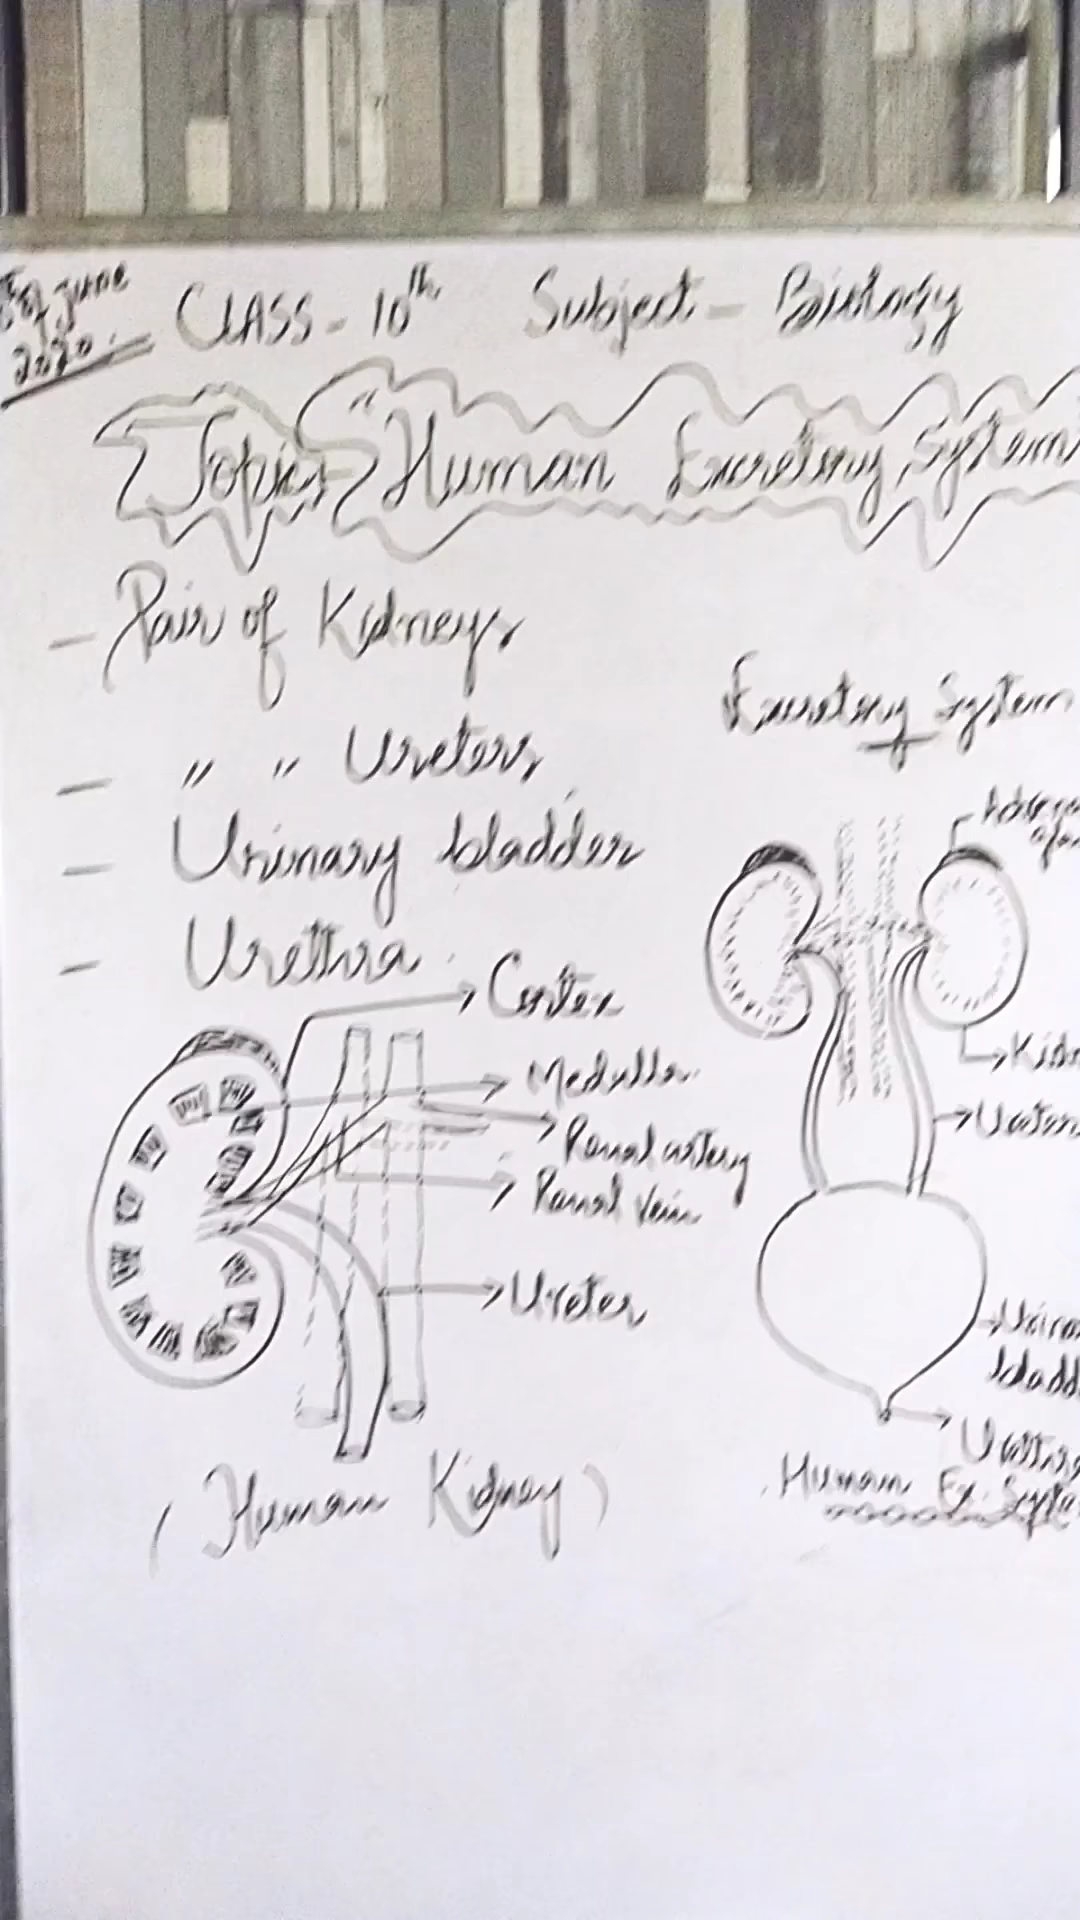 June
2020.
CLASS - 10th Subject - Biology
Topic - "Human Excretory System
- Pair of Kidneys
- " " Ureters
- Urinary bladder
- Urethra
Excretory System
Cortex
Medulla
Renal artery
Renal vein
Ureter
(Human Kidney)
Human Ex. System